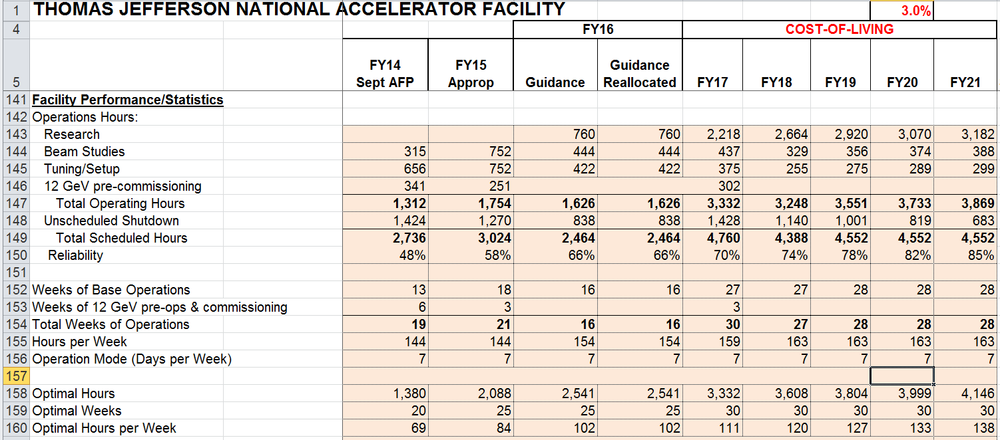 1 THOMAS JEFFERSON NATIONAL ACCELERATOR FACILITY 3.0%
4 FY16 COST-OF-LIVING
5 FY14 Sept AFP FY15 Approp Guidance Guidance Reallocated FY17 FY18 FY19 FY20 FY21
141 Facility Performance/Statistics
142 Operations Hours:
143 Research 760 760 2,218 2,664 2,920 3,070 3,182
144 Beam Studies 315 752 444 444 437 329 356 374 388
145 Tuning/Setup 656 752 422 422 375 255 275 289 299
146 12 GeV pre-commissioning 341 251 302
147 Total Operating Hours 1,312 1,754 1,626 1,626 3,332 3,248 3,551 3,733 3,869
148 Unscheduled Shutdown 1,424 1,270 838 838 1,428 1,140 1,001 819 683
149 Total Scheduled Hours 2,736 3,024 2,464 2,464 4,760 4,388 4,552 4,552 4,552
150 Reliability 48% 58% 66% 66% 70% 74% 78% 82% 85%
151
152 Weeks of Base Operations 13 18 16 16 27 27 28 28 28
153 Weeks of 12 GeV pre-ops & commissioning 6 3 3
154 Total Weeks of Operations 19 21 16 16 30 27 28 28 28
155 Hours per Week 144 144 154 154 159 163 163 163 163
156 Operation Mode (Days per Week) 7 7 7 7 7 7 7 7 7
157
158 Optimal Hours 1,380 2,088 2,541 2,541 3,332 3,608 3,804 3,999 4,146
159 Optimal Weeks 20 25 25 25 30 30 30 30 30
160 Optimal Hours per Week 69 84 102 102 111 120 127 133 138